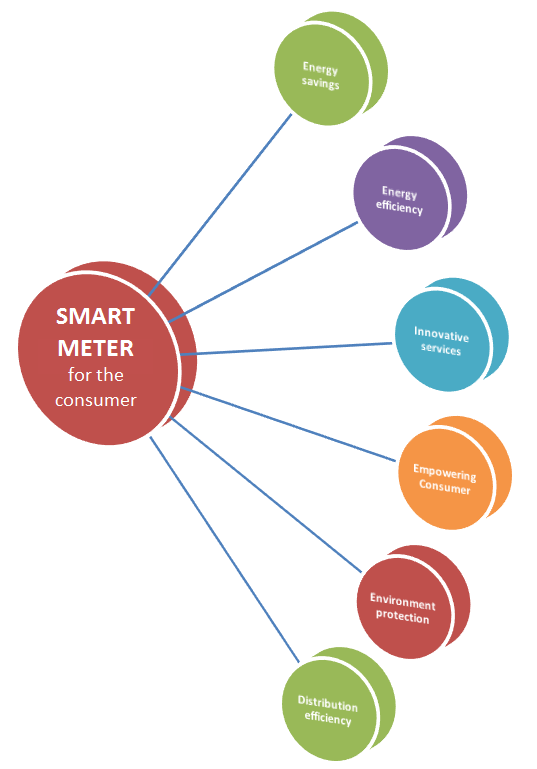 Energy
savings
Energy
efficiency
SMART
METER
for the
consumer
Innovative
services
Empowering
Consumer
Environment
protection
Distribution
efficiency